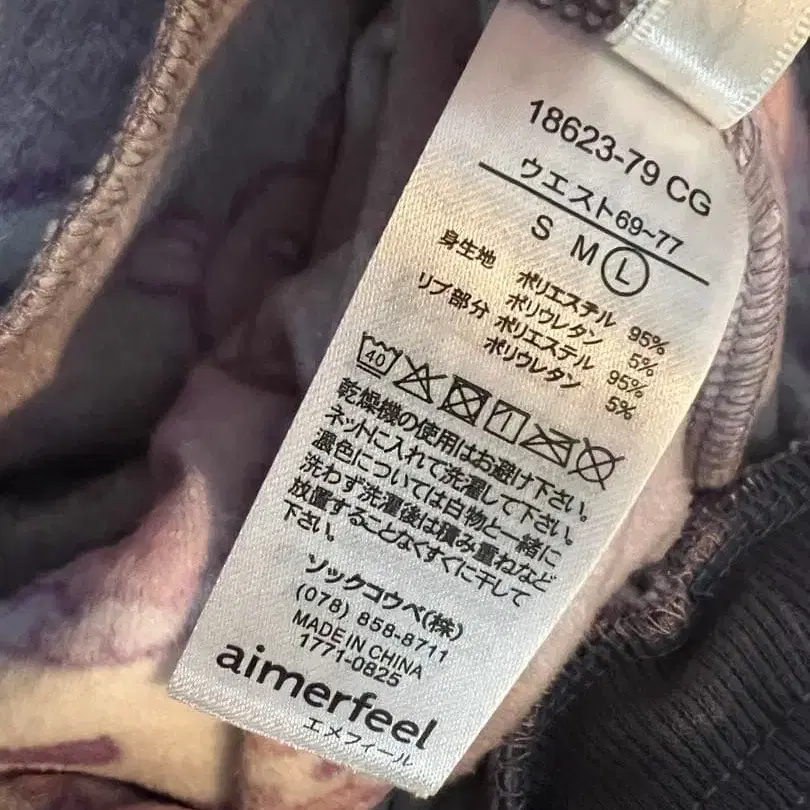 18623-79 CG
ウエスト69~77
S M L
身生地 ポリエステル 95%
ポリウレタン 5%
リブ部分 ポリエステル 95%
ポリウレタン 5%
40
乾燥機の使用はお避け下さい。
ネットに入れて洗濯して下さい。
濃色については白物と一緒に
洗わず洗濯後は積み重ねなど
放置することなくすぐに干して
下さい。
ソックコウベ(株)
(078) 858-8711
MADE IN CHINA
1771-0825
aimerfeel
エメフィール